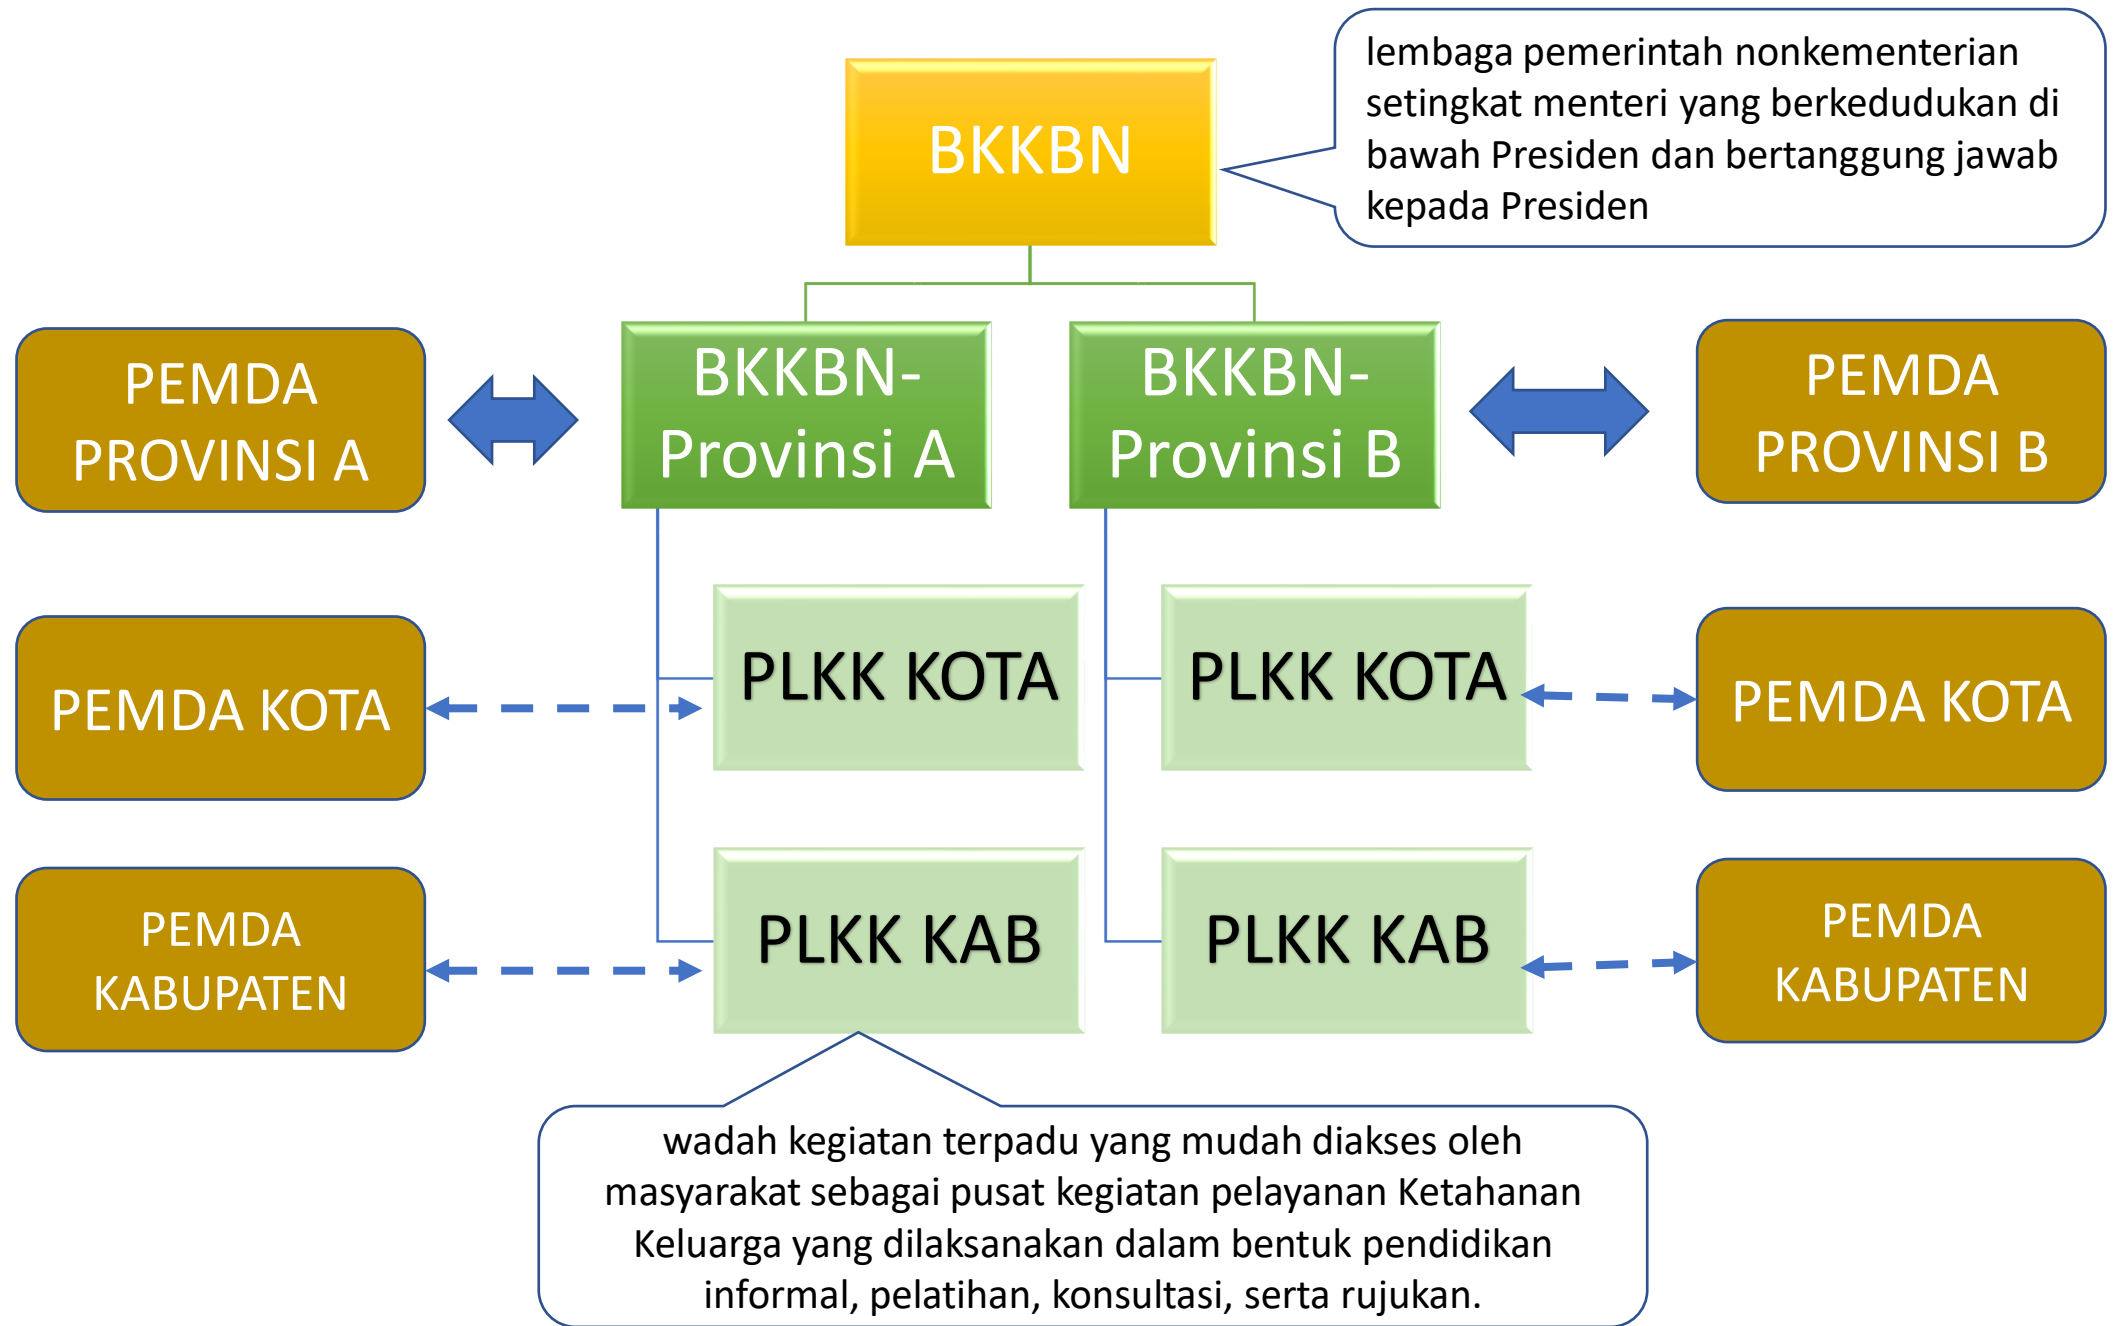 BKKBN
lembaga pemerintah nonkementerian
setingkat menteri yang berkedudukan di
bawah Presiden dan bertanggung jawab
kepada Presiden
PEMDA
PROVINSI A
BKKBN-
Provinsi A
BKKBN-
Provinsi B
PEMDA
PROVINSI B
PEMDA KOTA
PLKK KOTA
PLKK KOTA
PEMDA KOTA
PEMDA
KABUPATEN
PLKK KAB
PLKK KAB
PEMDA
KABUPATEN
wadah kegiatan terpadu yang mudah diakses oleh
masyarakat sebagai pusat kegiatan pelayanan Ketahanan
Keluarga yang dilaksanakan dalam bentuk pendidikan
informal, pelatihan, konsultasi, serta rujukan.